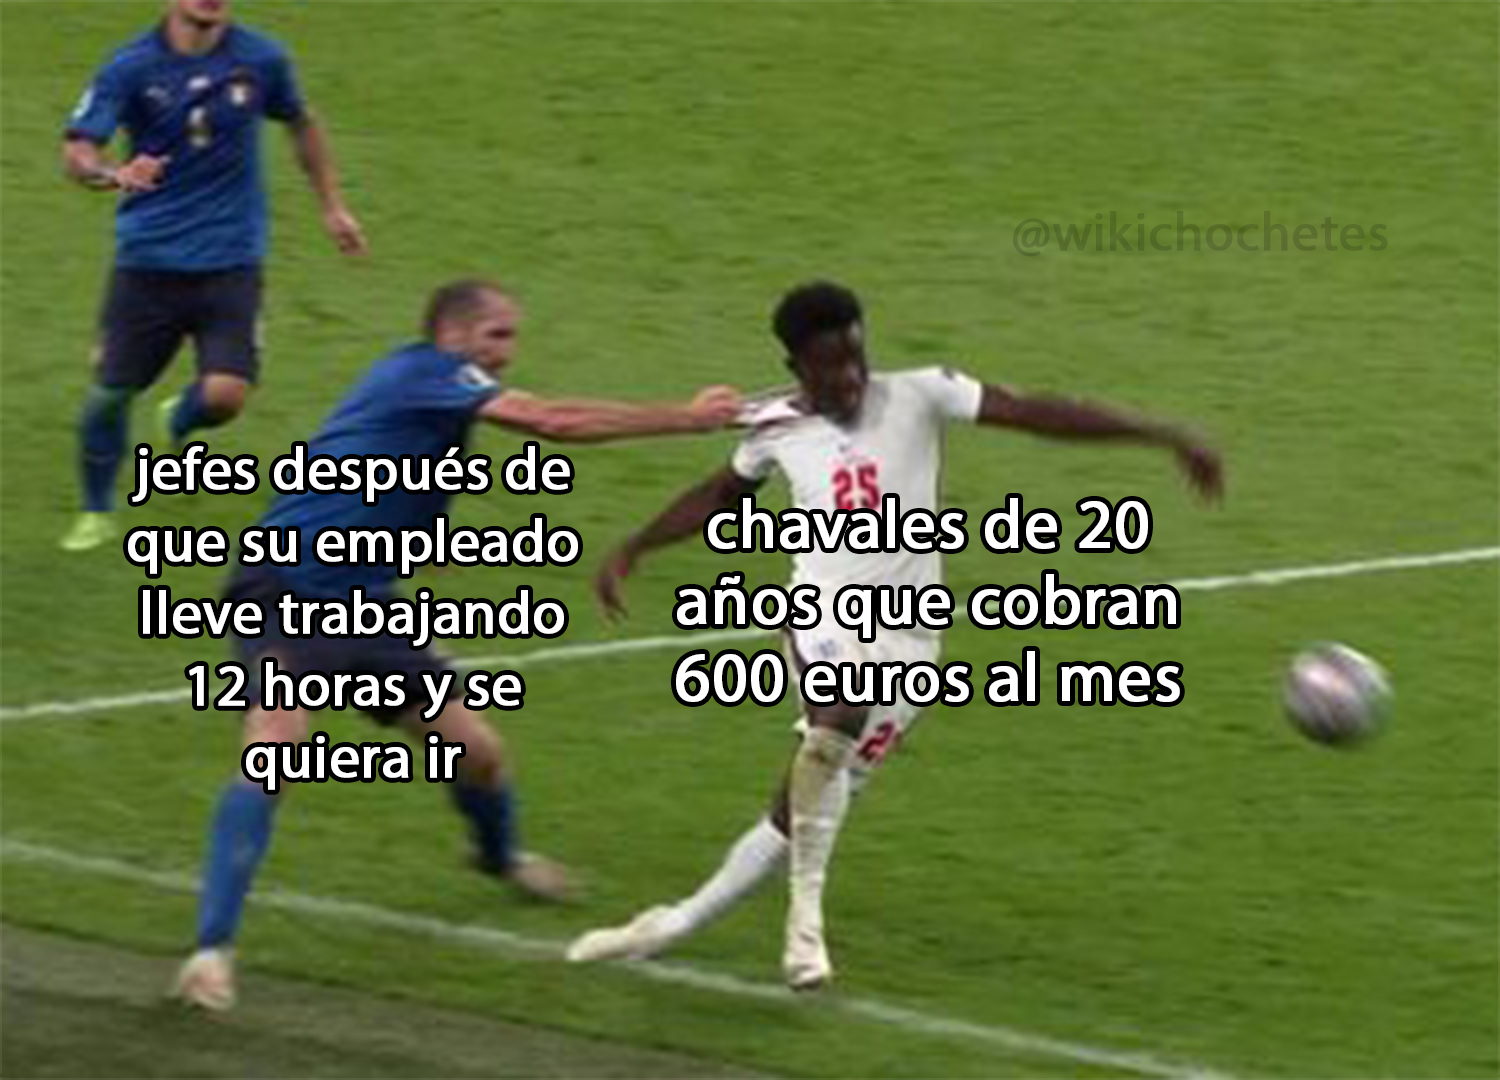 @wikichochetes
jefes después de
que su empleado
lleve trabajando
12 horas y se
quiera ir
25
chavales de 20
años que cobran
600 euros al mes